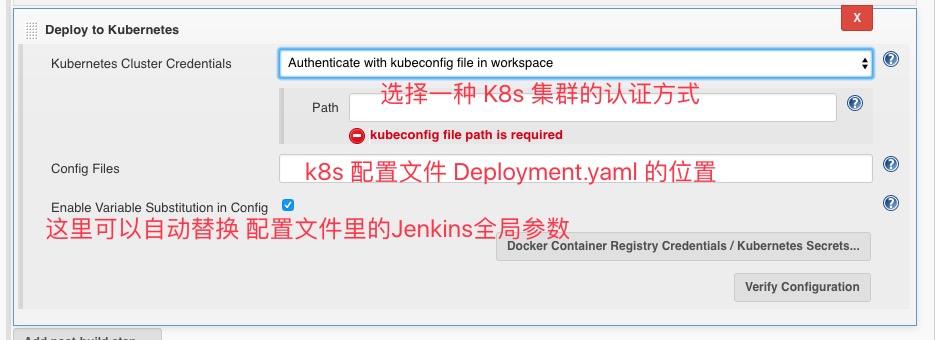 X
Deploy to Kubernetes
Kubernetes Cluster Credentials
Authenticate with kubeconfig file in workspace
选择一种 K8s 集群的认证方式
Path
kubeconfig file path is required
Config Files
k8s 配置文件 Deployment.yaml 的位置
Enable Variable Substitution in Config
这里可以自动替换 配置文件里的Jenkins全局参数
Docker Container Registry Credentials / Kubernetes Secrets...
Verify Configuration
Add post-build step